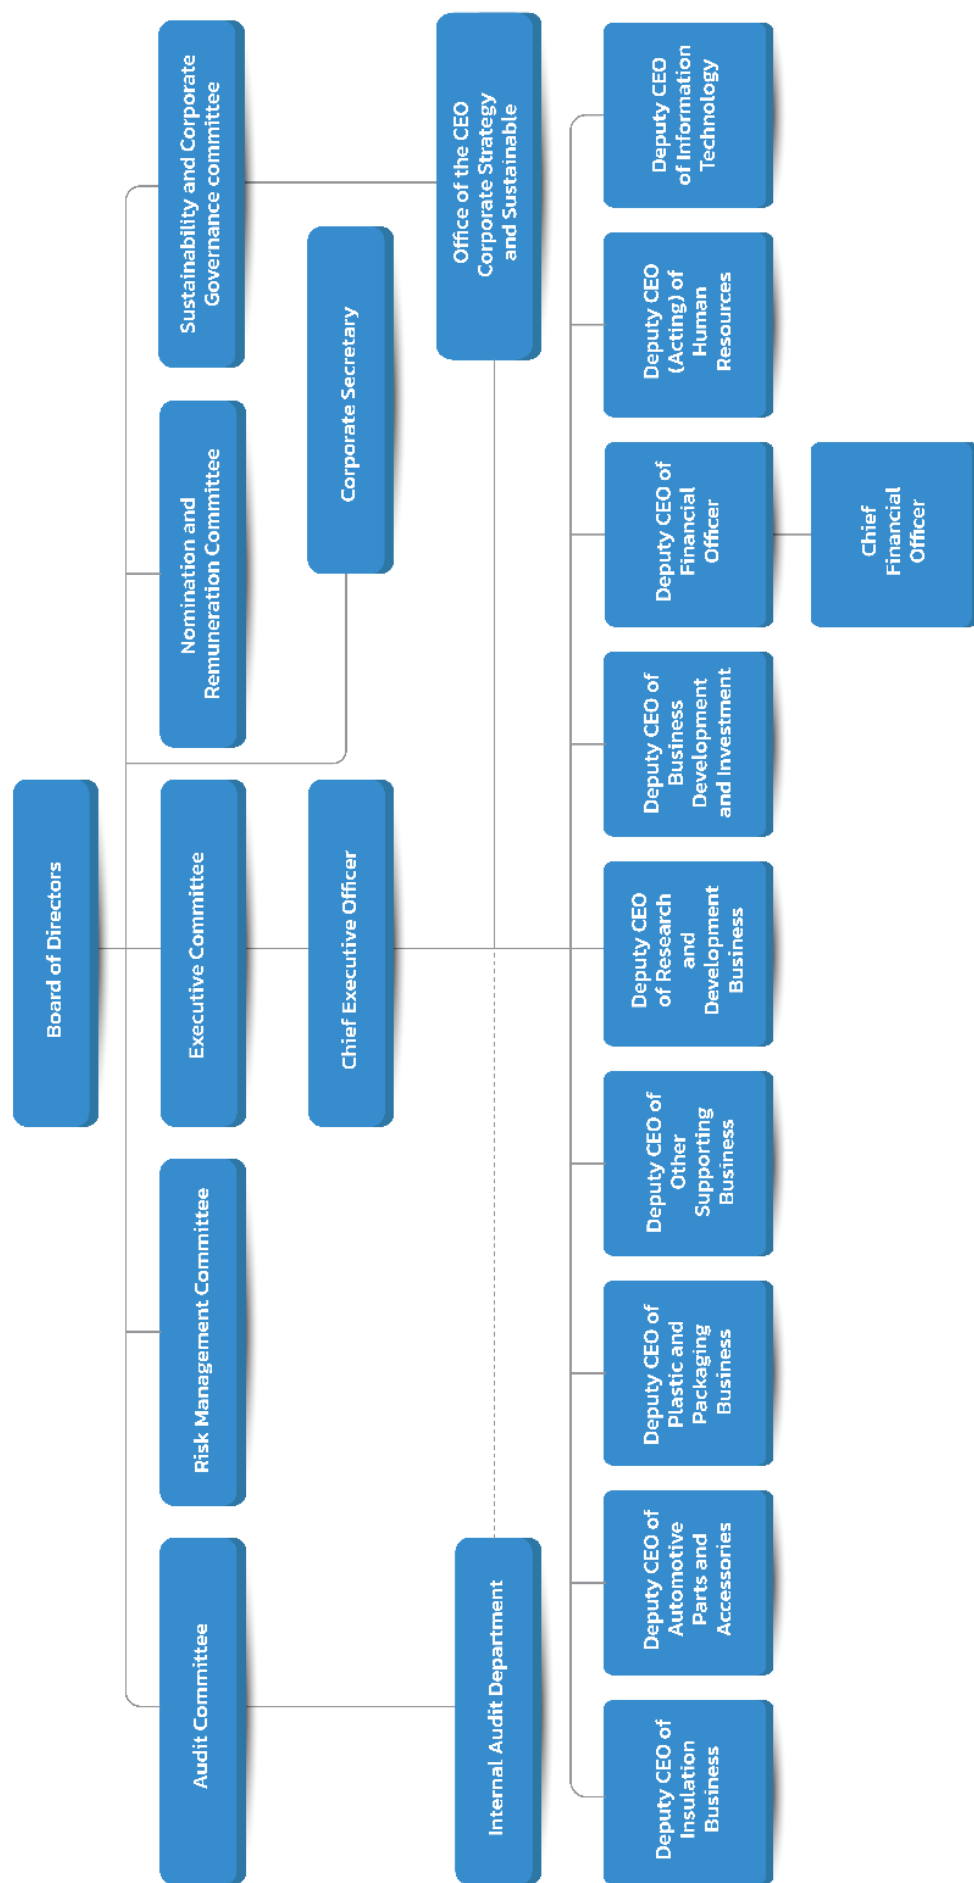 Board of Directors
Audit Committee
Risk Management Committee
Executive Committee
Nomination and
Remuneration Committee
Sustainability and Corporate
Governance committee
Chief Executive Officer
Corporate Secretary
Internal Audit Department
Office of the CEO
Corporate Strategy
and Sustainable
Deputy CEO of
Insulation
Business
Deputy CEO of
Automotive
Parts and
Accessories
Deputy CEO of
Plastic and
Packaging
Business
Deputy CEO of
Other
Supporting
Business
Deputy CEO
of Research
and
Development
Business
Deputy CEO of
Business
Development
and Investment
Deputy CEO of
Financial
Officer
Deputy CEO
(Acting) of
Human
Resources
Deputy CEO
of Information
Technology
Chief
Financial
Officer